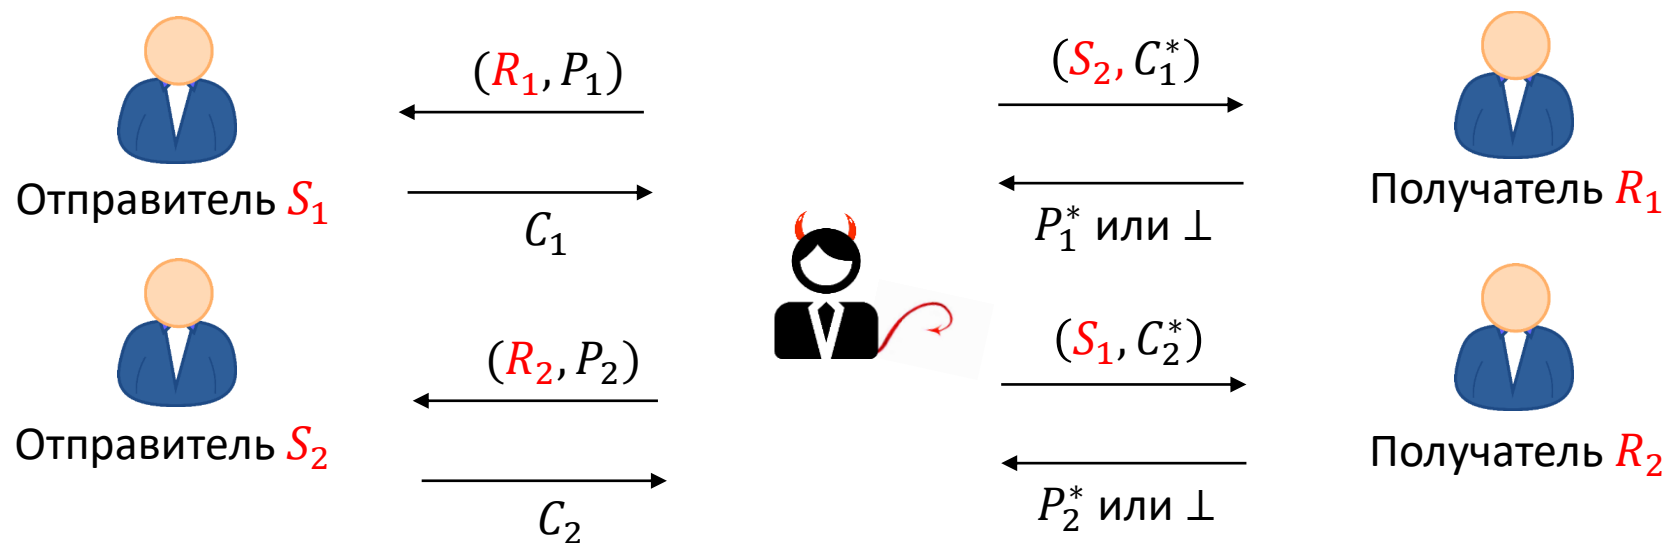 (R₁, P₁)
(S₂, C₁*)
Отправитель S₁
Получатель R₁
C₁
P₁* или ⊥
(R₂, P₂)
(S₁, C₂*)
Отправитель S₂
Получатель R₂
C₂
P₂* или ⊥